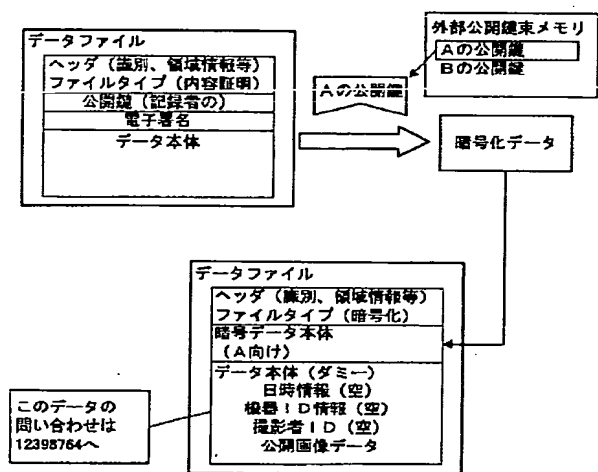 データファイル
ヘッダ（識別、領域情報等）
ファイルタイプ（内容証明）
公開鍵（記録者の）
電子署名
データ本体
Aの公開鍵
外部公開鍵束メモリ
Aの公開鍵
Bの公開鍵
暗号化データ
データファイル
ヘッダ（識別、領域情報等）
ファイルタイプ（暗号化）
暗号データ本体
（A向け）
データ本体（ダミー）
日時情報（空）
機器ID情報（空）
撮影者ID（空）
公開画像データ
このデータの
問い合わせは
12398764へ